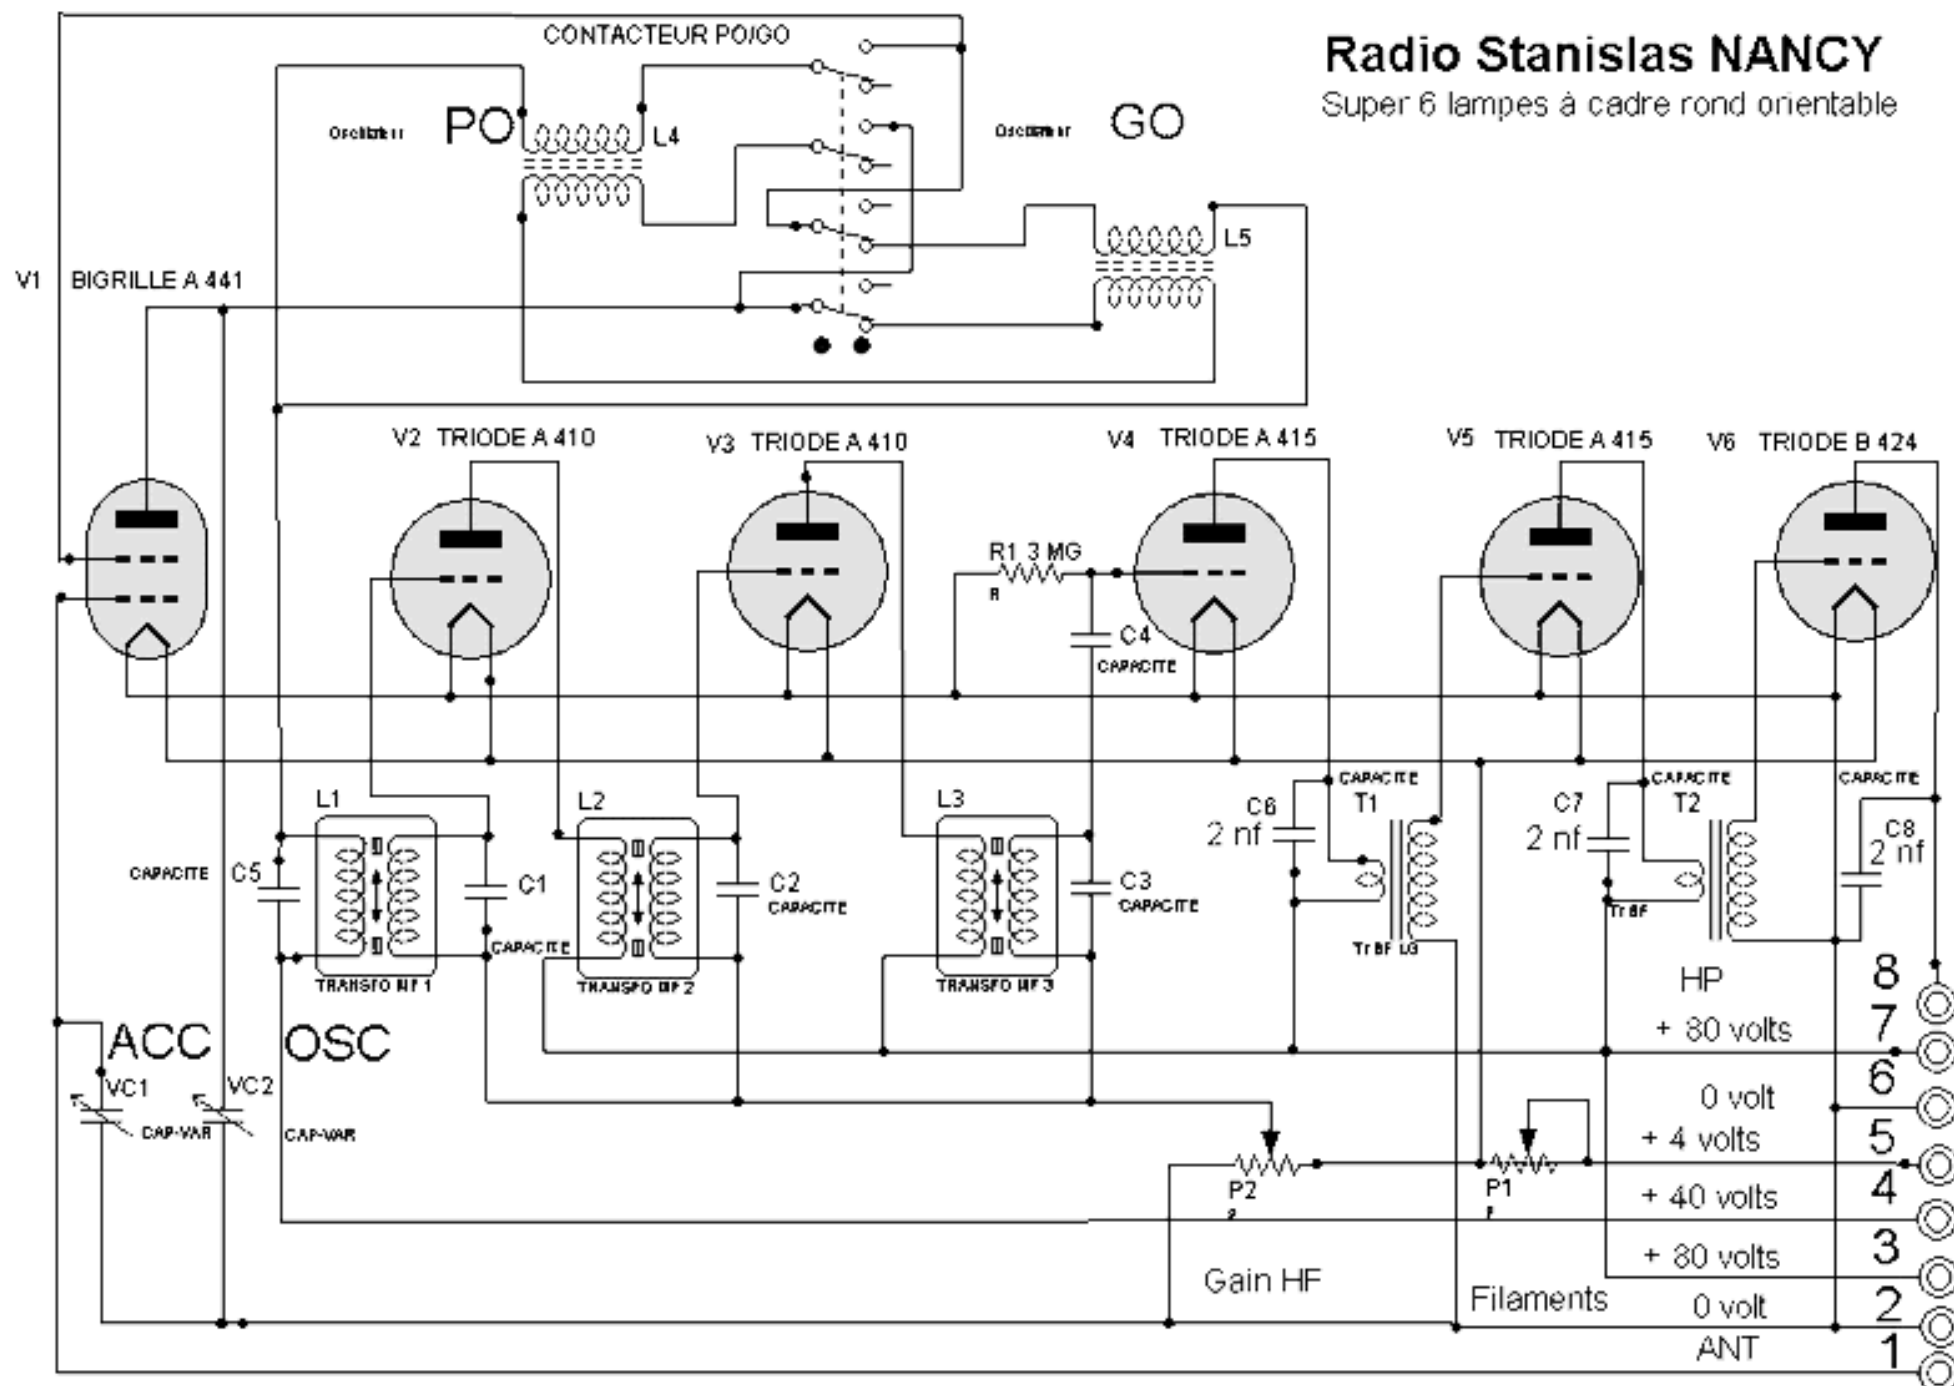 CONTACTEUR PO/GO
Radio Stanislas NANCY
Super 6 lampes à cadre rond orientable
Oscillateur
PO
L4
Oscillateur
GO
L5
V1 BIGRILLE A 441
V2 TRIODE A 410
V3 TRIODE A 410
V4 TRIODE A 415
V5 TRIODE A 415
V6 TRIODE B 424
R1 3 MG
R
C4
CAPACITE
L1
L2
L3
C6
2 nf
CAPACITE
T1
C7
2 nf
CAPACITE
T2
CAPACITE
C8
2 nf
CAPACITE
C5
C1
CAPACITE
C2
CAPACITE
C3
CAPACITE
Tr BF
TRANSFO MF 1
TRANSFO MF 2
TRANSFO MF 3
HP
8
ACC
OSC
+ 80 volts
7
VC1
CAP-VAR
VC2
CAP-VAR
0 volt
6
+ 4 volts
5
P2
P1
+ 40 volts
4
+ 80 volts
3
Gain HF
Filaments
0 volt
2
ANT
1